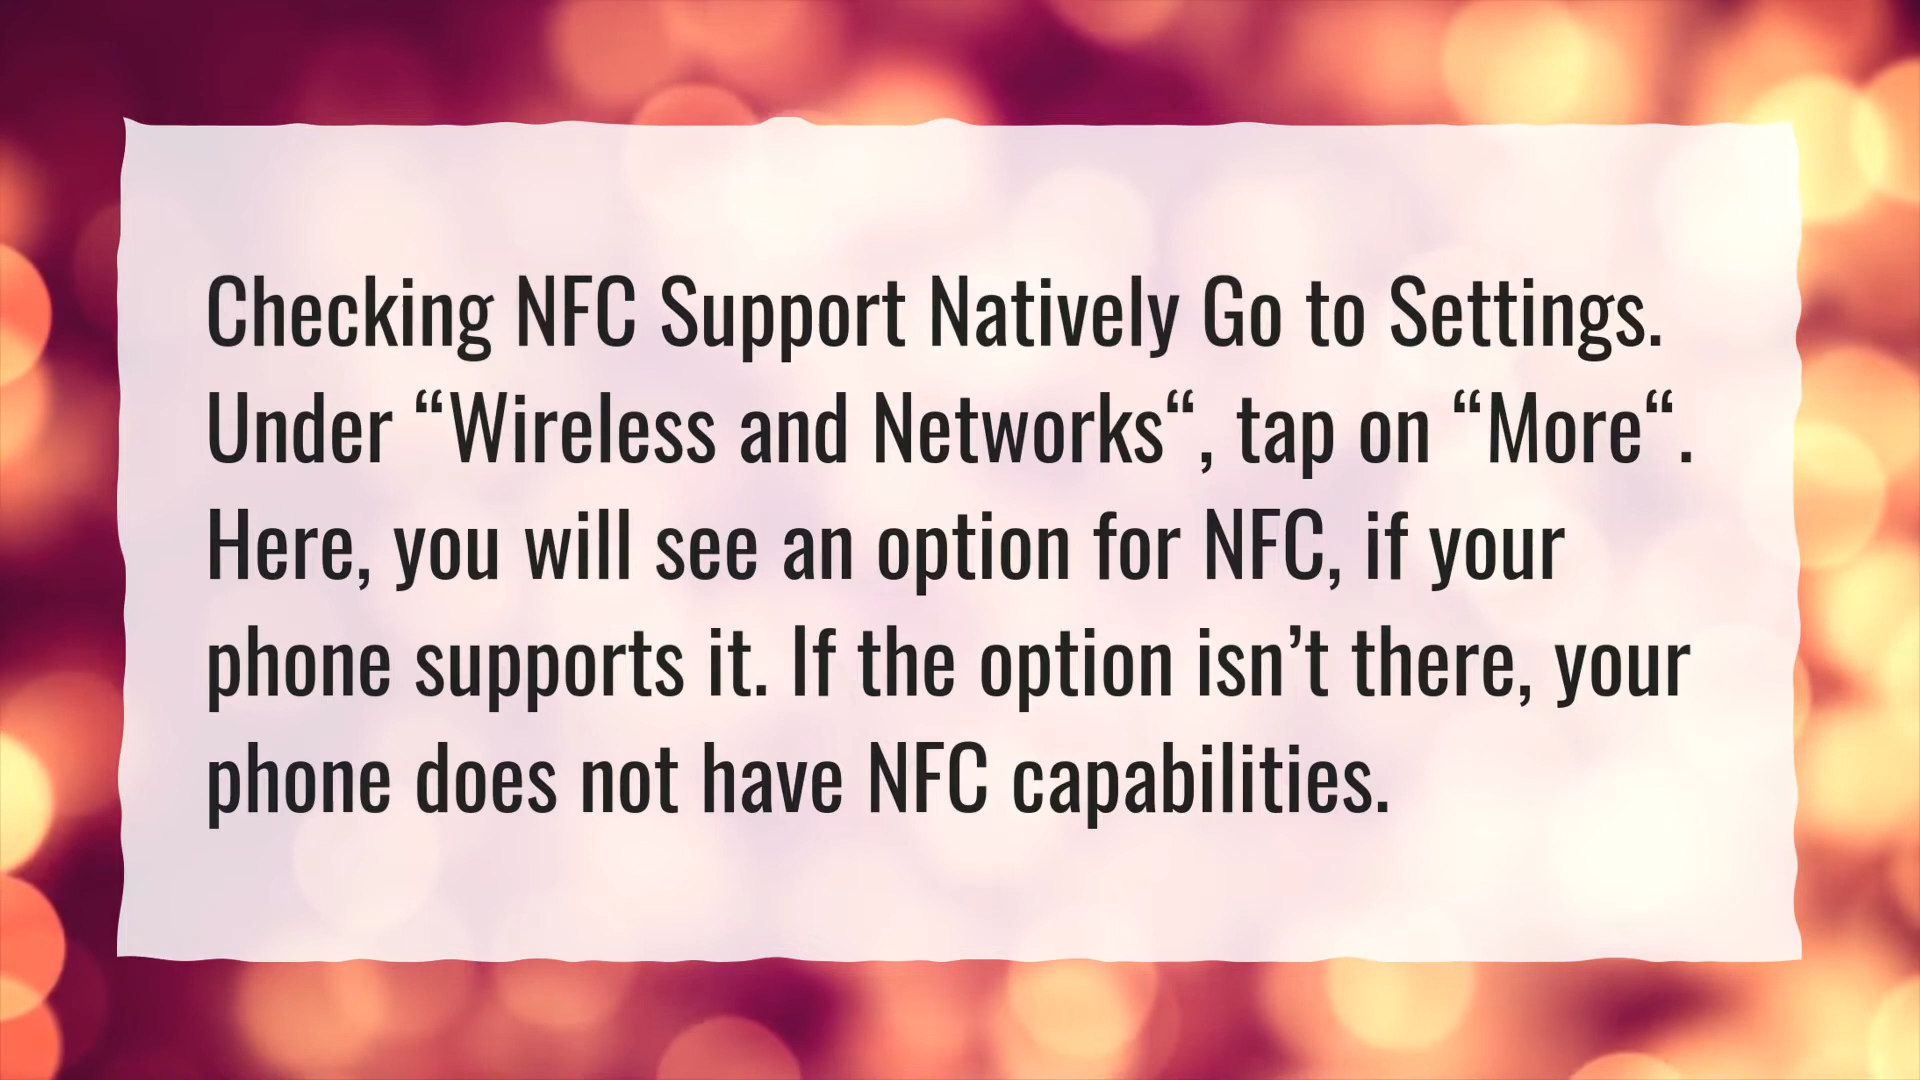 Checking NFC Support Natively Go to Settings.
Under “Wireless and Networks“, tap on “More“.
Here, you will see an option for NFC, if your
phone supports it. If the option isn’t there, your
phone does not have NFC capabilities.